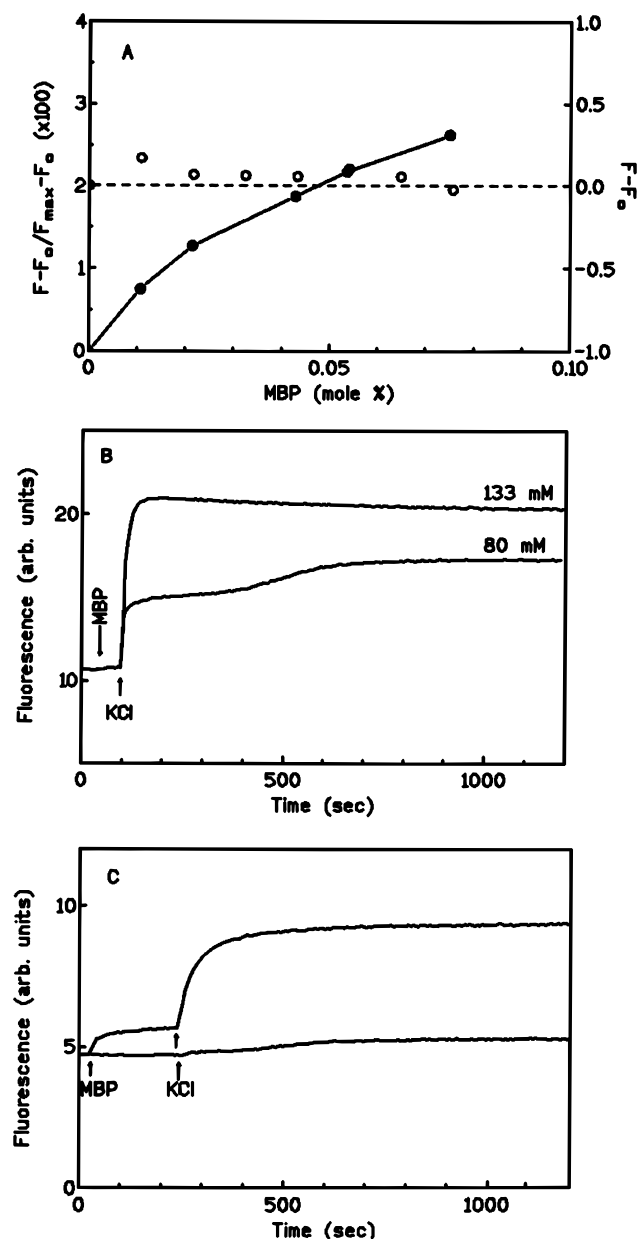 A
F-F₀/Fmax-F₀ (x100)
4
3
2
1
0
1.0
0.5
0.0
-0.5
-1.0
F-F₀
0 0.05 0.10
MBP (mole %)
B
Fluorescence (arb. units)
20
10
133 mM
80 mM
MBP
KCl
0 500 1000
Time (sec)
C
Fluorescence (arb. units)
10
5
0
MBP
KCl
0 500 1000
Time (sec)